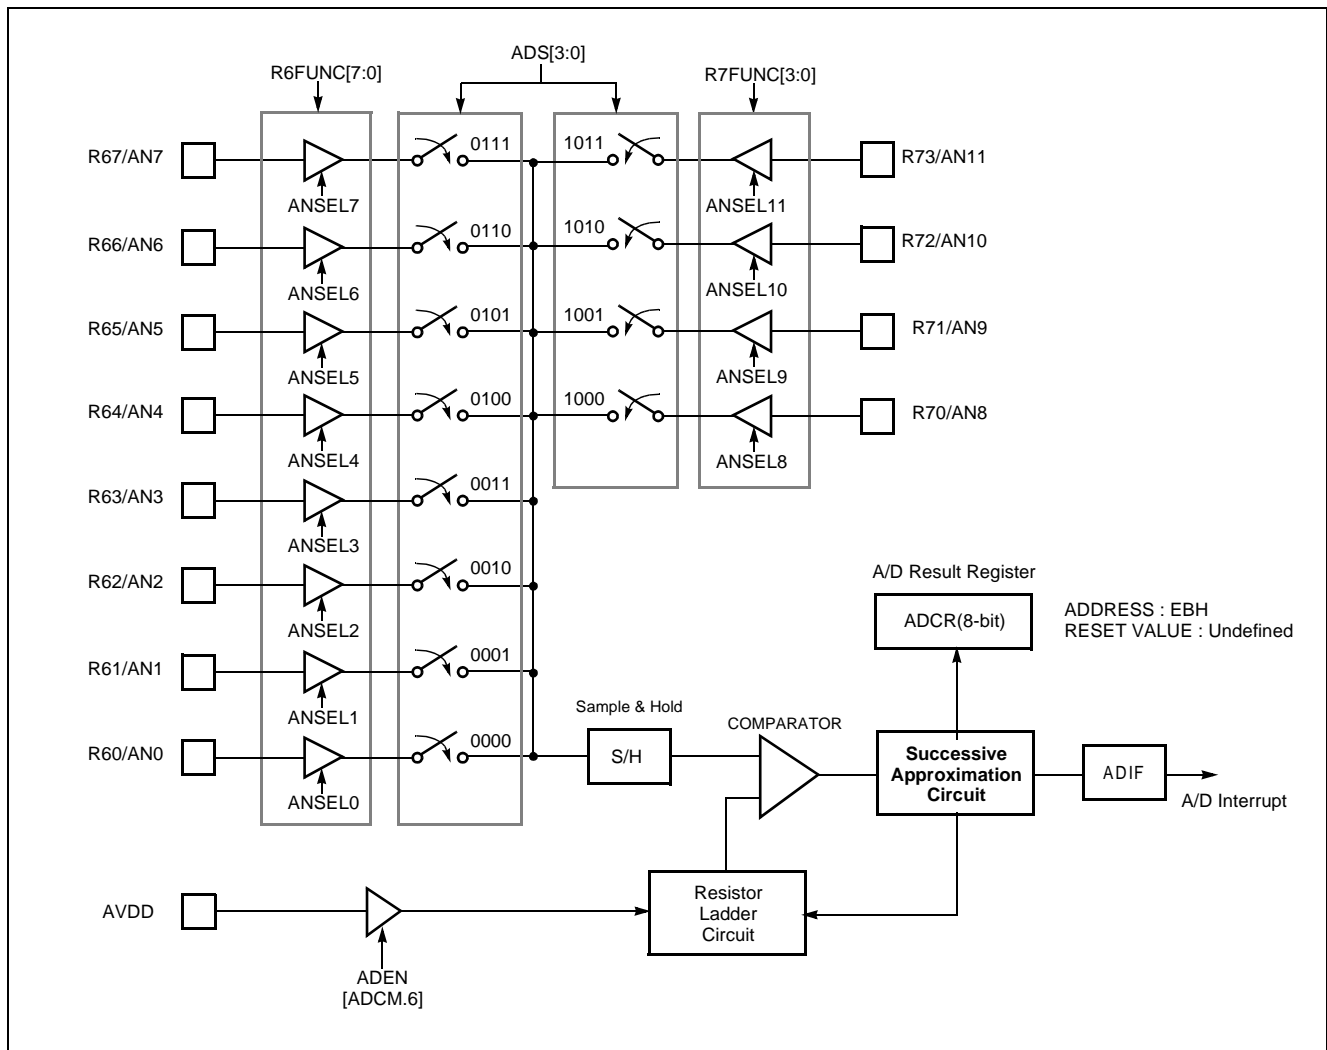 ADS[3:0]
R6FUNC[7:0]
R7FUNC[3:0]
R67/AN7
0111
1011
R73/AN11
ANSEL7
ANSEL11
R66/AN6
0110
1010
R72/AN10
ANSEL6
ANSEL10
R65/AN5
0101
1001
R71/AN9
ANSEL5
ANSEL9
R64/AN4
0100
1000
R70/AN8
ANSEL4
ANSEL8
R63/AN3
0011
ANSEL3
R62/AN2
0010
ANSEL2
A/D Result Register
ADCR(8-bit)
ADDRESS : EBH
RESET VALUE : Undefined
R61/AN1
0001
ANSEL1
R60/AN0
0000
ANSEL0
Sample & Hold
S/H
COMPARATOR
Successive
Approximation
Circuit
ADIF
A/D Interrupt
AVDD
Resistor
Ladder
Circuit
ADEN
[ADCM.6]